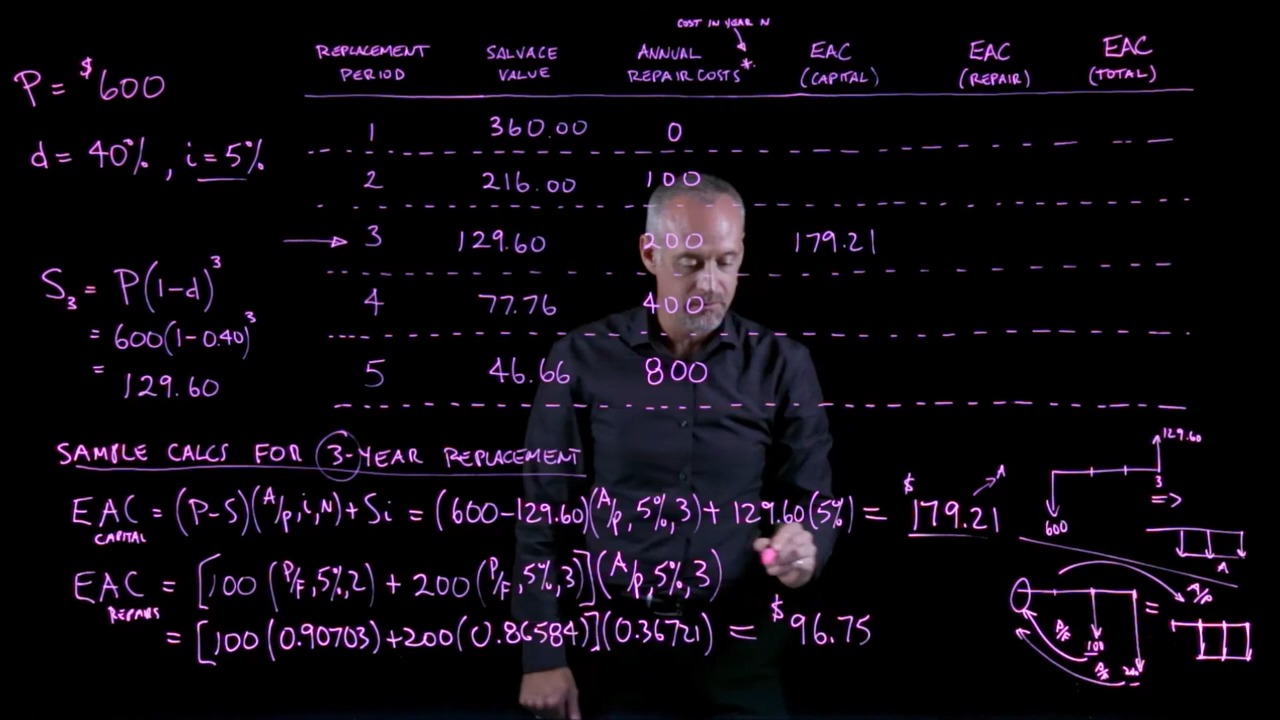 COST IN YEAR N
REPLACEMENT PERIOD SALVAGE VALUE ANNUAL REPAIR COSTS* EAC (CAPITAL) EAC (REPAIR) EAC (TOTAL)
P = $600
d = 40%, i = 5%
1 360.00 0
2 216.00 100
→ 3 129.60 200 179.21
4 77.76 400
5 46.66 800
S₃ = P(1-d)³
= 600(1-0.40)³
= 129.60
SAMPLE CALCS FOR 3-YEAR REPLACEMENT
EAC CAPITAL = (P-S)(A/P, i, N) + Si = (600-129.60)(A/P, 5%, 3) + 129.60(5%) = $179.21 → A
EAC REPAIRS = [100(P/F, 5%, 2) + 200(P/F, 5%, 3)](A/P, 5%, 3)
= [100(0.90703)+200(0.86584)](0.36721) = $96.75
129.60
3
600
=>
A
A/P
=
P/F
100
P/F
200